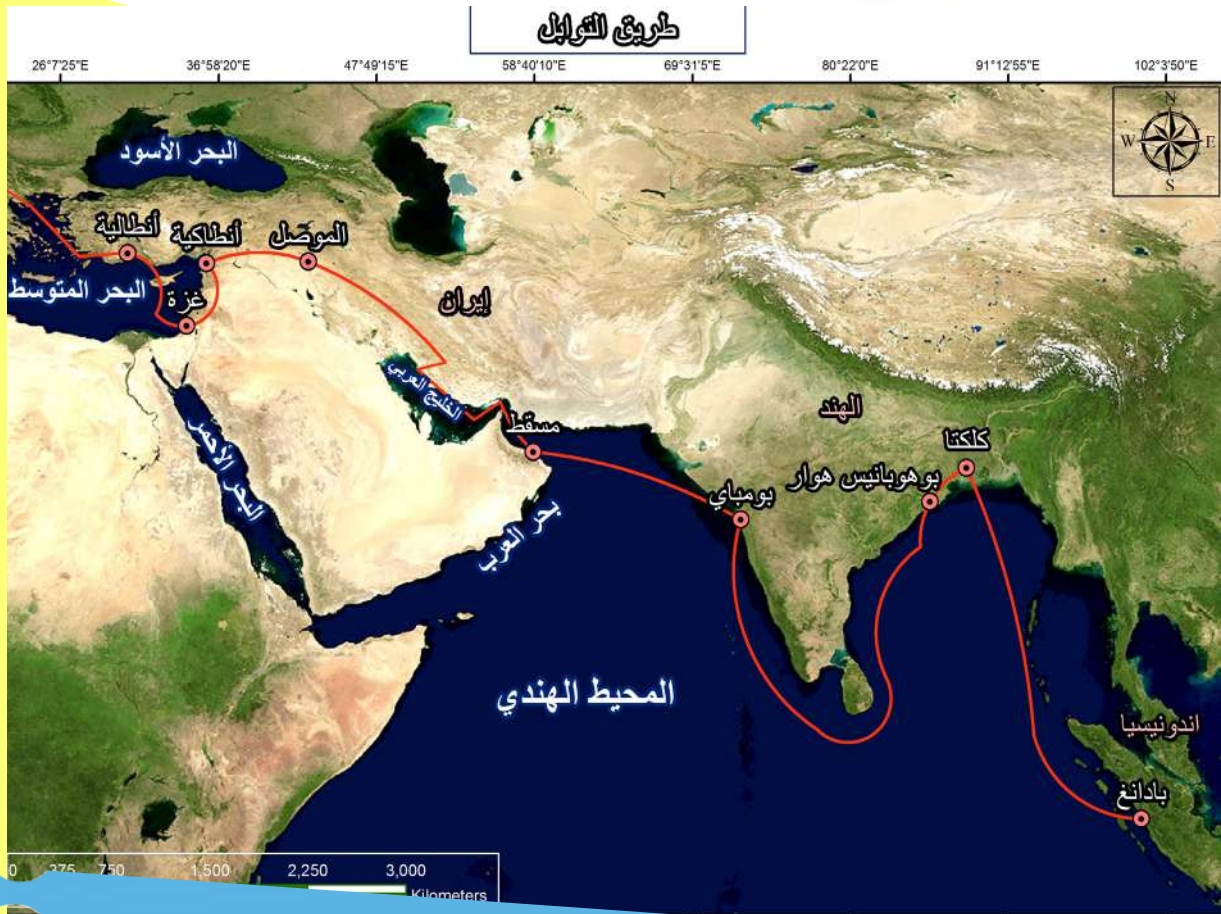 طريق التوابل
26°7'25"E 36°58'20"E 47°49'15"E 58°40'10"E 69°31'5"E 80°22'0"E 91°12'55"E 102°3'50"E
N
W E
S
البحر الأسود
أنطالية
أنطاكية
الموصّل
البحر المتوسط
غزة
إيران
الخليج العربي
مسقط
الهند
كلكتا
بوهوبانيس هوار
بومباي
البحر الأحمر
بحر العرب
المحيط الهندي
اندونيسيا
بادانغ
0 375 750 1,500 2,250 3,000
Kilometers